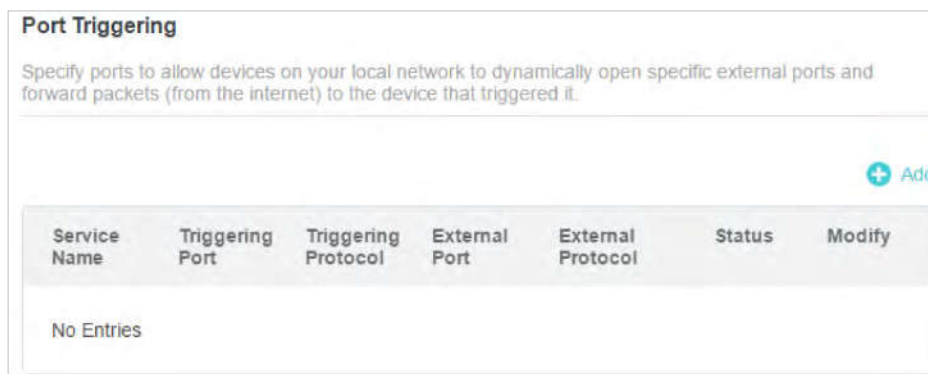 Port Triggering
Specify ports to allow devices on your local network to dynamically open specific external ports and
forward packets (from the internet) to the device that triggered it.
Add
Service Name Triggering Port Triggering Protocol External Port External Protocol Status Modify
No Entries